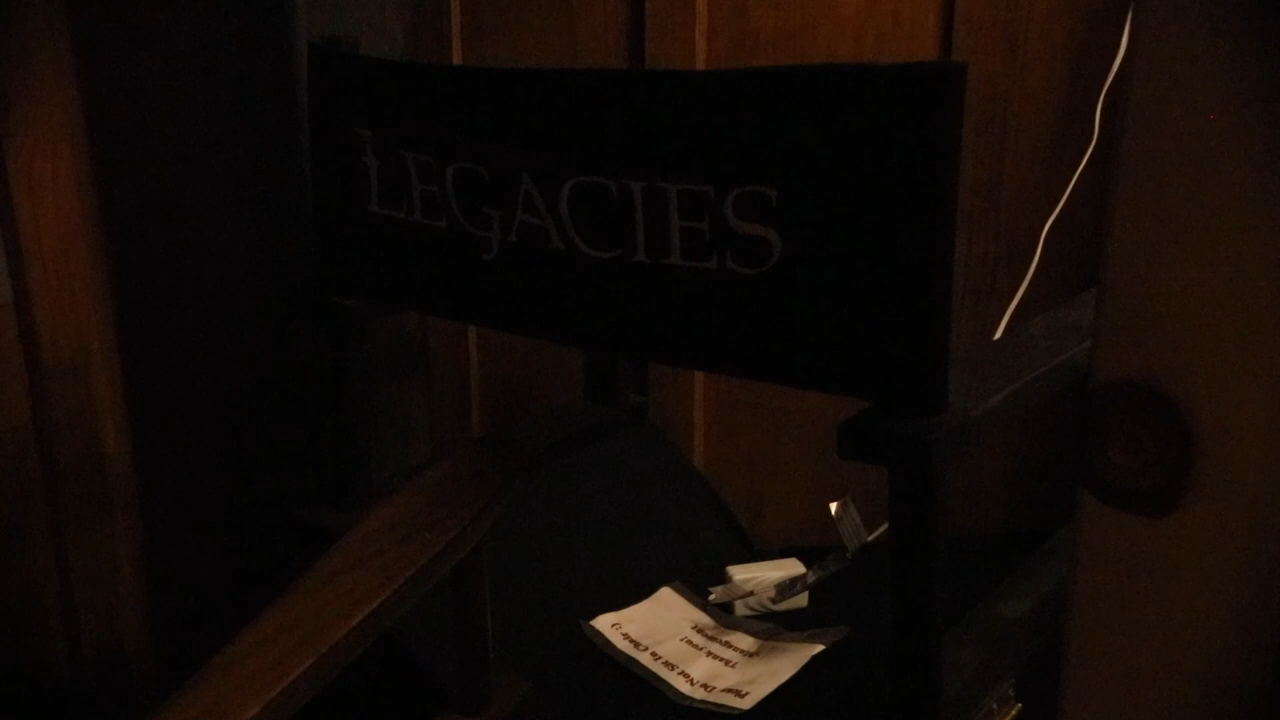 LEGACIES
Do Not Sit In Chair :)
Thank you!
Management